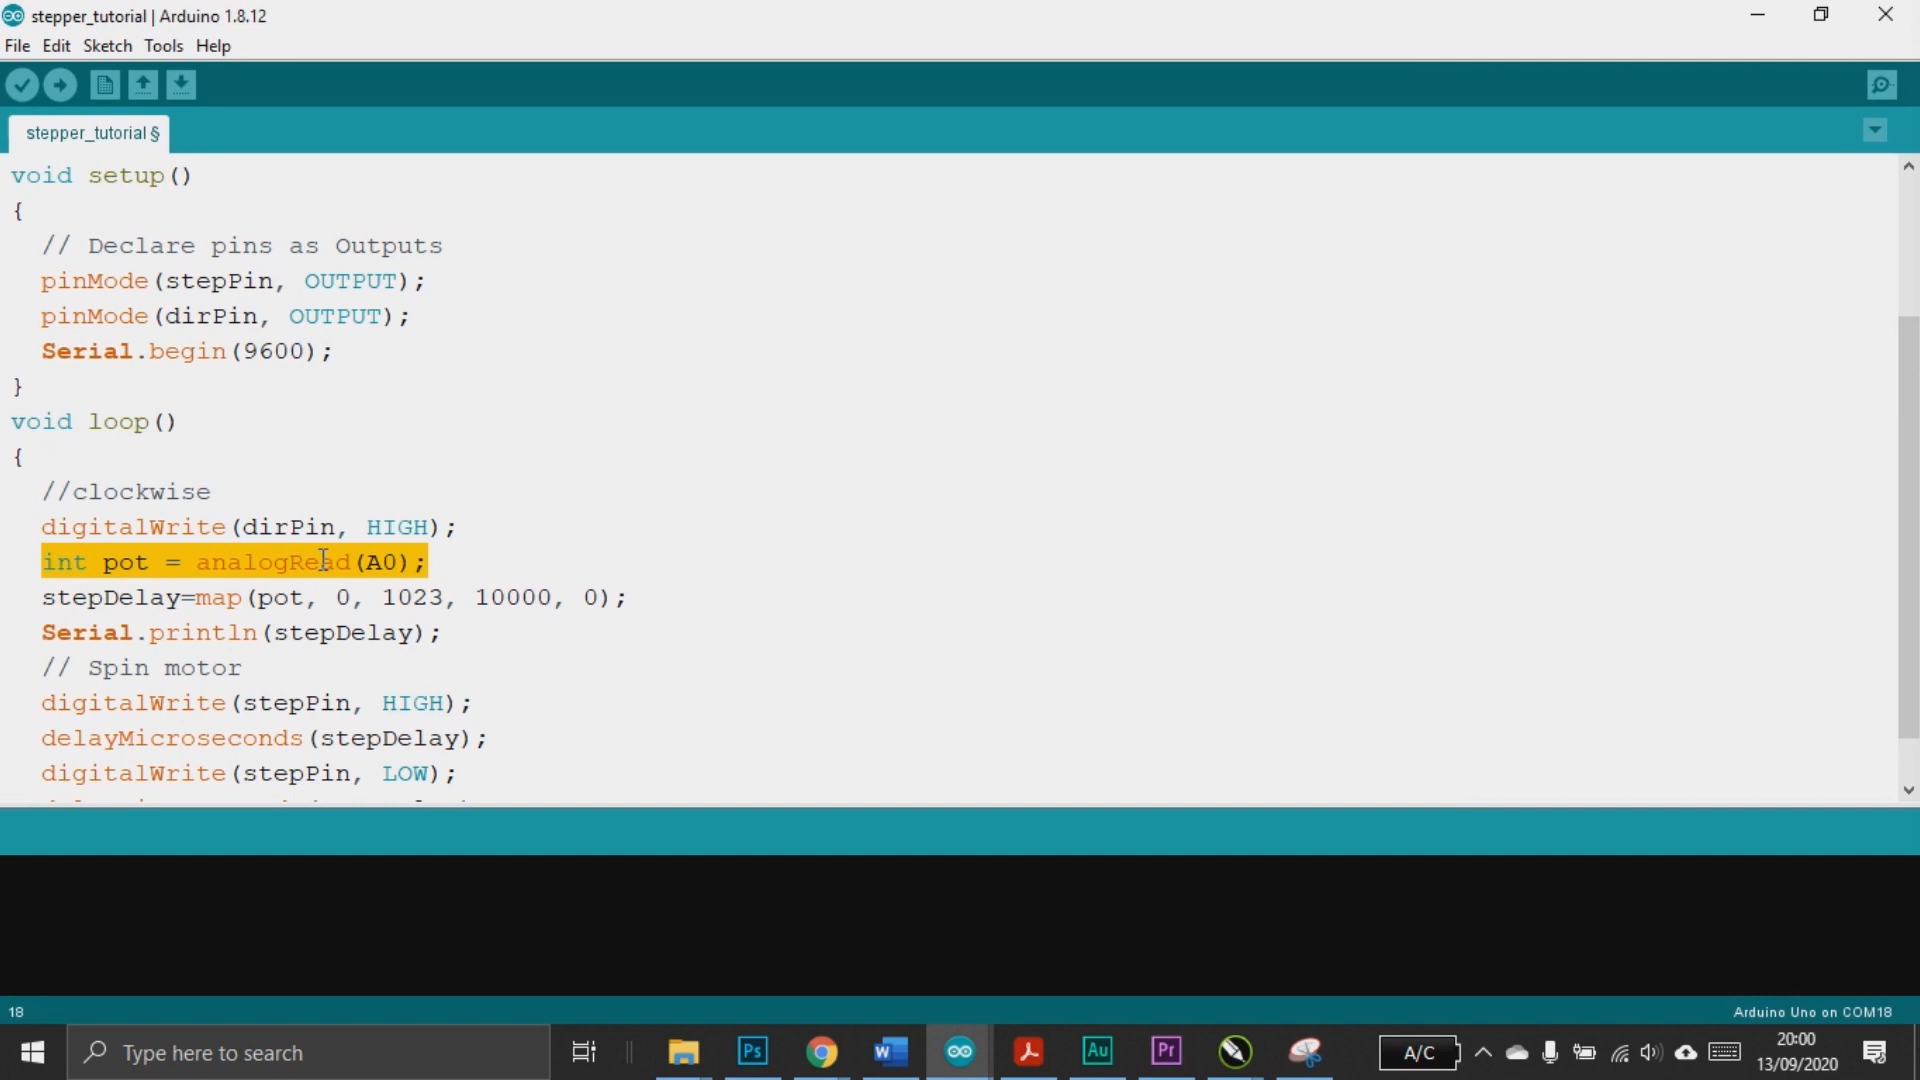 stepper_tutorial | Arduino 1.8.12
File Edit Sketch Tools Help
stepper_tutorial §
void setup()
{
// Declare pins as Outputs
pinMode(stepPin, OUTPUT);
pinMode(dirPin, OUTPUT);
Serial.begin(9600);
}
void loop()
{
//clockwise
digitalWrite(dirPin, HIGH);
int pot = analogRead(A0);
stepDelay=map(pot, 0, 1023, 10000, 0);
Serial.println(stepDelay);
// Spin motor
digitalWrite(stepPin, HIGH);
delayMicroseconds(stepDelay);
digitalWrite(stepPin, LOW);
18
Arduino Uno on COM18
Type here to search
Ps
W
Au
Pr
A/C
20:00
13/09/2020